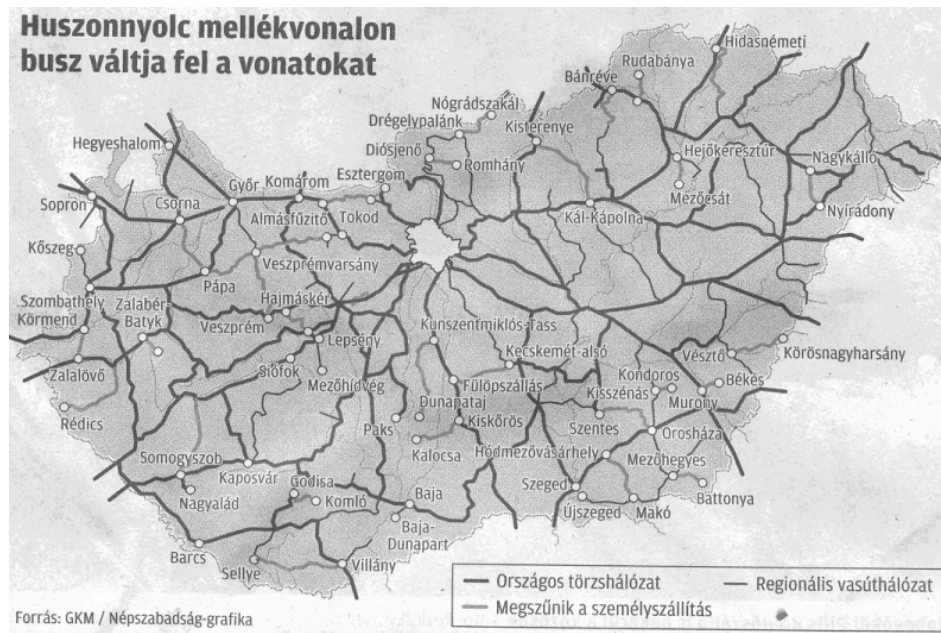 Huszonnyolc mellékvonalon
busz váltja fel a vonatokat
Hidasnémeti
Rudabánya
Bánréve
Nógrádszakál
Drégelypalánk
Kisterenye
Hegyeshalom
Diósjenő
Romhány
Hejőkeresztúr
Nagykálló
Esztergom
Győr
Komárom
Sopron
Csorna
Almásfüzitő
Tokod
Kál-Kápolna
Mezőcsát
Nyíradony
Kőszeg
Veszprémvarsány
Pápa
Szombathely
Körmend
Zalabér-
Batyk
Hajmáskér
Veszprém
Lepsény
Kunszentmiklós-Tass
Kecskemét-alsó
Vésztő
Körösnagyharsány
Zalalövő
Siófok
Mezőhídvég
Fülöpszállás
Kondoros
Békés
Kisszénás
Murony
Rédics
Dunapataj
Paks
Kiskőrös
Szentes
Orosháza
Kalocsa
Hódmezővásárhely
Mezőhegyes
Somogyszob
Kaposvár
Godisa
Szeged
Nagyalád
Komló
Baja
Újszeged
Makó
Battonya
Baja-
Dunapart
Barcs
Sellye
Villány
Országos törzshálózat
Regionális vasúthálózat
Megszűnik a személyszállítás
Forrás: GKM / Népszabadság-grafika